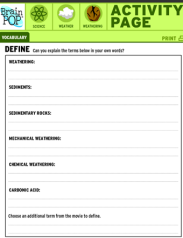 Brain POP
SCIENCE
WEATHER
WEATHERING
ACTIVITY
PAGE
VOCABULARY
PRINT
DEFINE Can you explain the terms below in your own words?
WEATHERING:
SEDIMENTS:
SEDIMENTARY ROCKS:
MECHANICAL WEATHERING:
CHEMICAL WEATHERING:
CARBONIC ACID:
Choose an additional term from the movie to define.